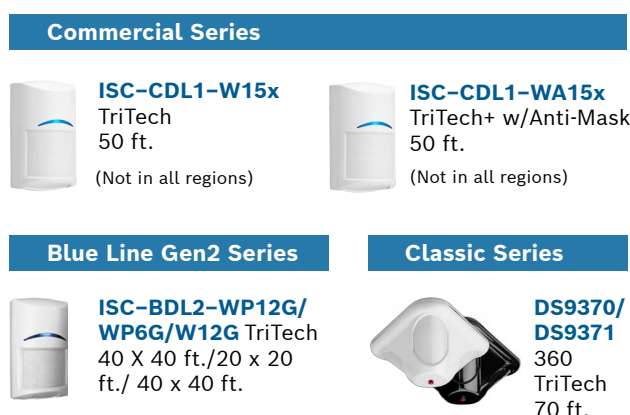 Commercial Series
ISC–CDL1–W15x
TriTech
50 ft.
(Not in all regions)
ISC–CDL1–WA15x
TriTech+ w/Anti-Mask
50 ft.
(Not in all regions)
Blue Line Gen2 Series
ISC–BDL2–WP12G/
WP6G/W12G TriTech
40 X 40 ft./20 x 20
ft./ 40 x 40 ft.
Classic Series
DS9370/
DS9371
360
TriTech
70 ft.